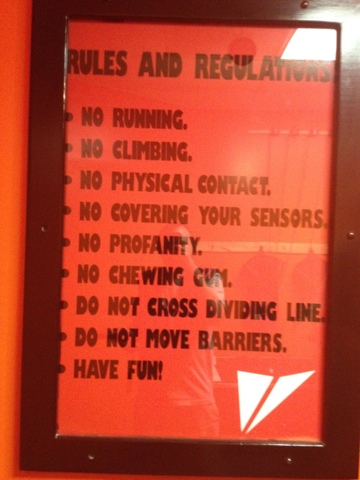 RULES AND REGULATIONS
• NO RUNNING.
• NO CLIMBING.
• NO PHYSICAL CONTACT.
• NO COVERING YOUR SENSORS.
• NO PROFANITY.
• NO CHEWING GUM.
• DO NOT CROSS DIVIDING LINE.
• DO NOT MOVE BARRIERS.
• HAVE FUN!